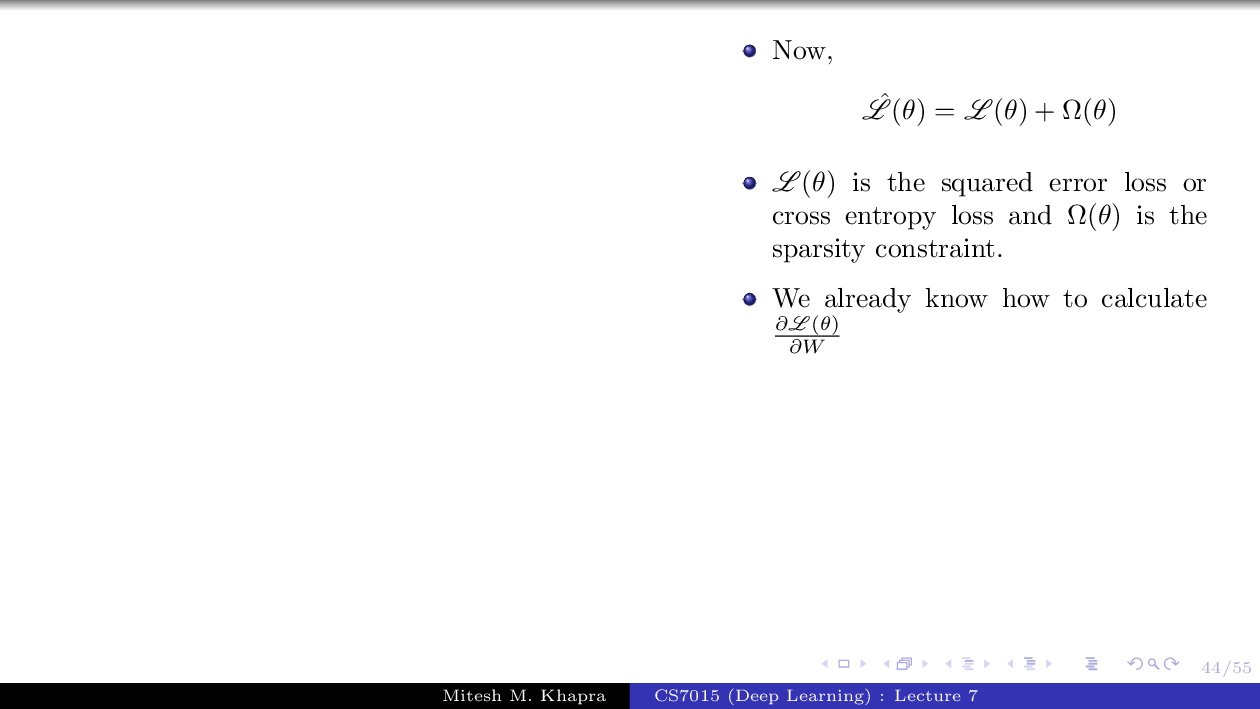 Now,
ℒ̂(θ) = ℒ(θ) + Ω(θ)
ℒ(θ) is the squared error loss or
cross entropy loss and Ω(θ) is the
sparsity constraint.
We already know how to calculate
∂ℒ(θ)
∂W
44/55
Mitesh M. Khapra
CS7015 (Deep Learning) : Lecture 7